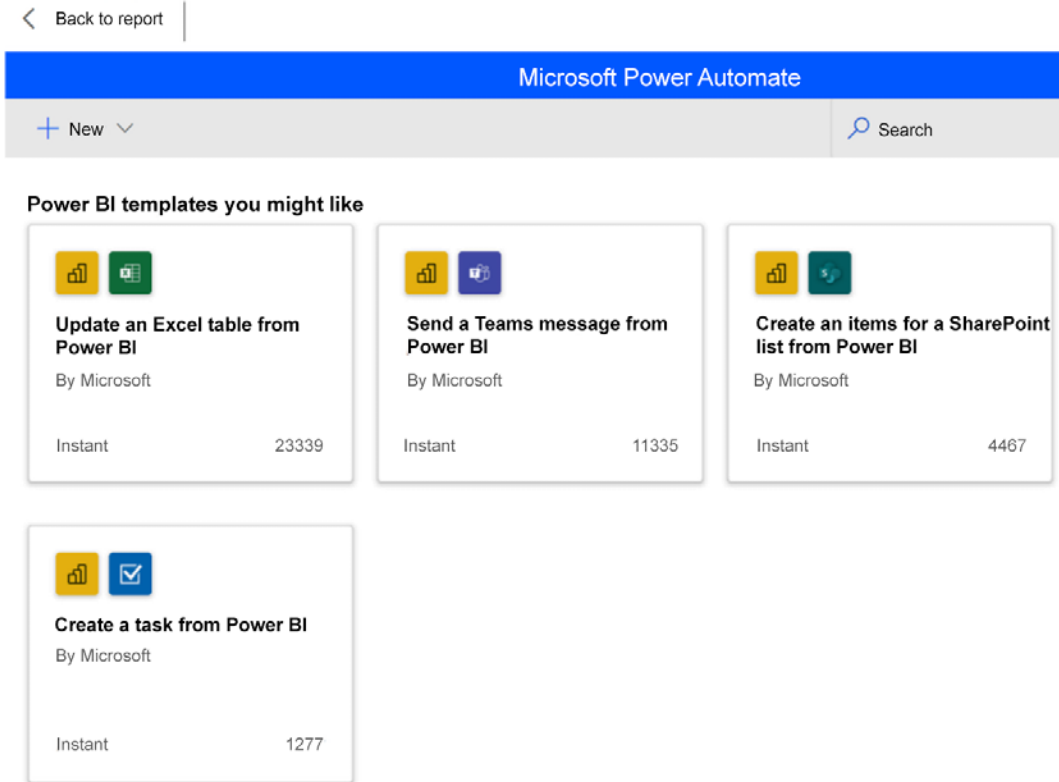 Back to report
Microsoft Power Automate
New
Search
Power BI templates you might like
Update an Excel table from
Power BI
By Microsoft
Instant 23339
Send a Teams message from
Power BI
By Microsoft
Instant 11335
Create an items for a SharePoint
list from Power BI
By Microsoft
Instant 4467
Create a task from Power BI
By Microsoft
Instant 1277